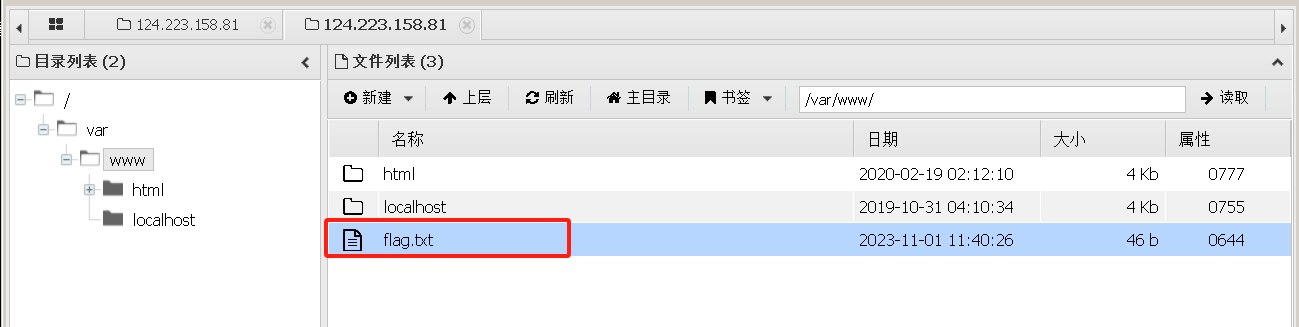 124.223.158.81 124.223.158.81
目录列表 (2)
文件列表 (3)
新建 上层 刷新 主目录 书签 /var/www/ 读取
/
var
www
html
localhost
名称 日期 大小 属性
html 2020-02-19 02:12:10 4 Kb 0777
localhost 2019-10-31 04:10:34 4 Kb 0755
flag.txt 2023-11-01 11:40:26 46 b 0644